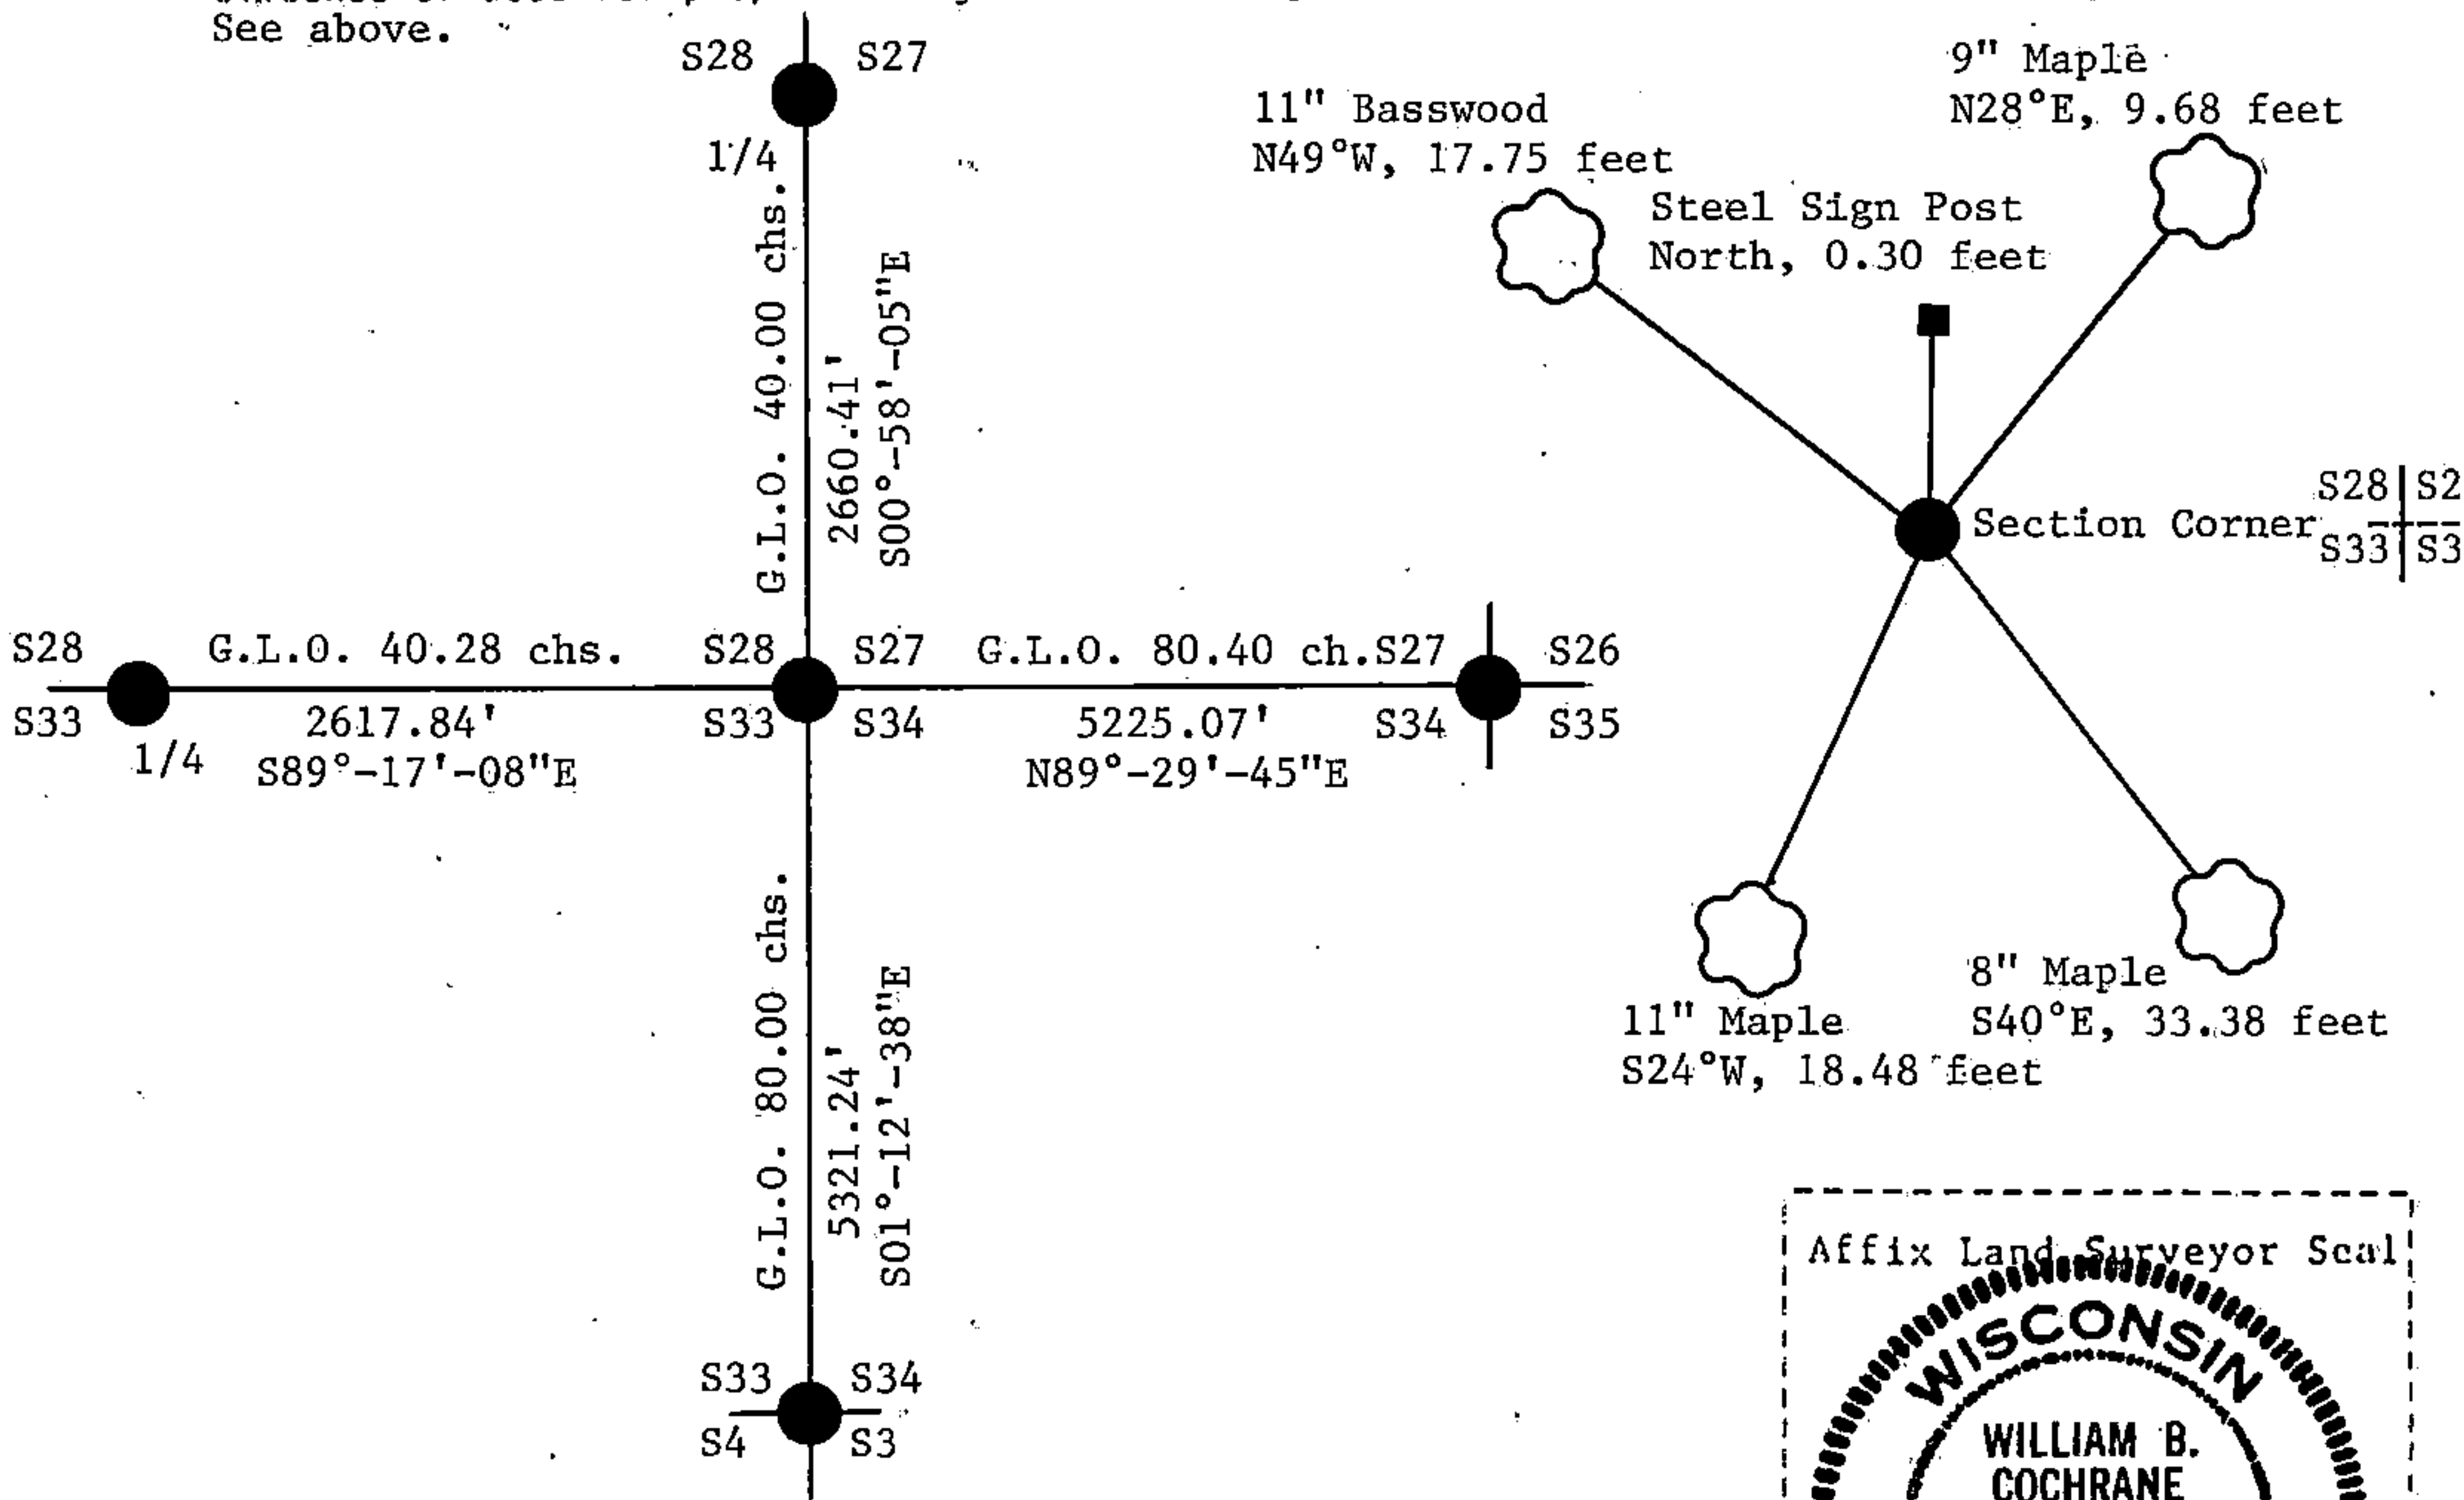 See above.
S28 S27
1/4
G.L.O. 40.00 chs.
2660.41'
S00°-58'-05"E
S28 G.L.O. 40.28 chs. S28 S27 G.L.O. 80.40 ch.S27 S26
S33 2617.84' S33 S34 5225.07' S34 S35
1/4 S89°-17'-08"E N89°-29'-45"E
G.L.O. 80.00 chs.
5321.24'
S01°-12'-38"E
S33 S34
S4 S3
9" Maple
N28°E, 9.68 feet
11" Basswood
N49°W, 17.75 feet
Steel Sign Post
North, 0.30 feet
S28 S2
Section Corner
S33 S3
8" Maple
S40°E, 33.38 feet
11" Maple
S24°W, 18.48 feet
Affix Land Surveyor Seal
WISCONSIN
WILLIAM B.
COCHRANE